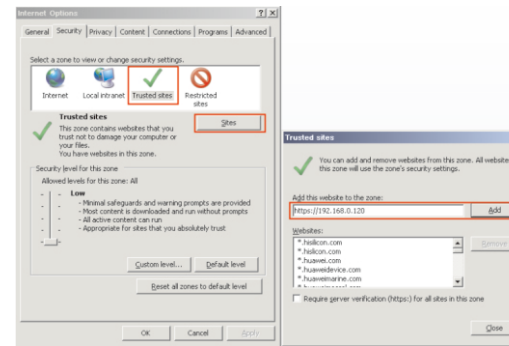 Internet Options
General Security Privacy Content Connections Programs Advanced
Select a zone to view or change security settings.
Internet Local intranet Trusted sites Restricted sites
Trusted sites
This zone contains websites that you
trust not to damage your computer or
your files.
You have websites in this zone.
Sites
Security level for this zone
Allowed levels for this zone: All
Low
- Minimal safeguards and warning prompts are provided
- Most content is downloaded and run without prompts
- All active content can run
- Appropriate for sites that you absolutely trust
Custom level... Default level
Reset all zones to default level
OK Cancel Apply
Trusted sites
You can add and remove websites from this zone. All website
this zone will use the zone's security settings.
Add this website to the zone:
https://192.168.0.120 Add
Websites:
*.hisilicon.com Remove
*.hislicon.com
*.huawei.com
*.huaweidevice.com
*.huaweimarine.com
Require server verification (https:) for all sites in this zone
Close